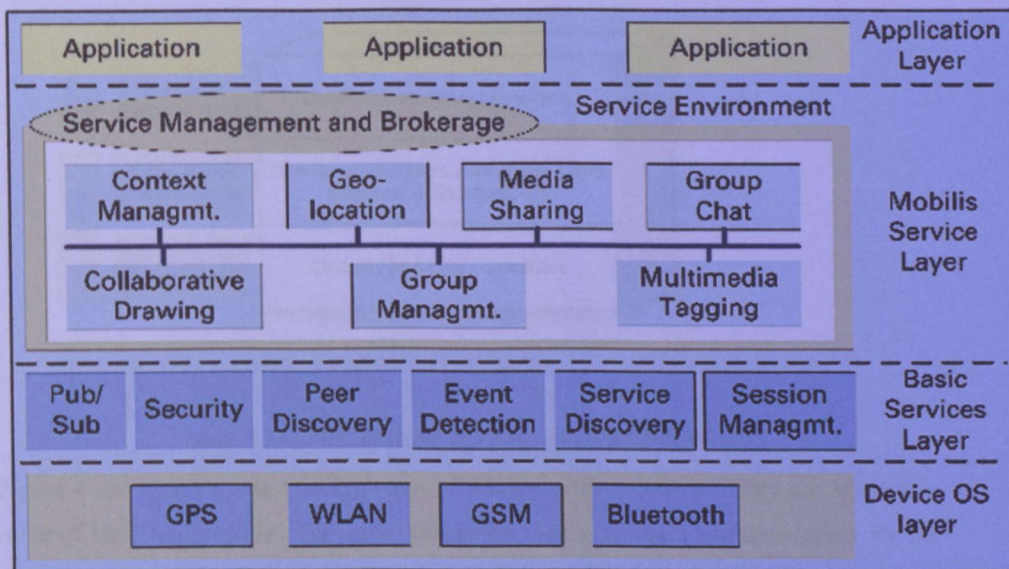 Application
Application
Application
Application
Layer
Service Management and Brokerage
Service Environment
Context
Managmt.
Geo-
location
Media
Sharing
Group
Chat
Collaborative
Drawing
Group
Managmt.
Multimedia
Tagging
Mobilis
Service
Layer
Pub/
Sub
Security
Peer
Discovery
Event
Detection
Service
Discovery
Session
Managmt.
Basic
Services
Layer
GPS
WLAN
GSM
Bluetooth
Device OS
layer